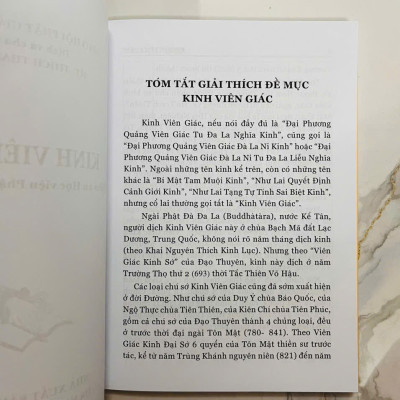 TÓM TẮT GIẢI THÍCH ĐỀ MỤC
KINH VIÊN GIÁC
Kinh Viên Giác, nếu nói đầy đủ là “Đại Phương
Quảng Viên Giác Tu Đa La Nghĩa Kinh”, cũng gọi là
“Đại Phương Quảng Viên Giác Đà La Ni Kinh” hoặc “Đại
Phương Quảng Viên Giác Đà La Ni Tu Đa La Liễu Nghĩa
Kinh”. Ngoài những tên kinh kể trên, còn có những tên
khác là “Bí Mật Tam Muội Kinh”, “Như Lai Quyết Định
Cảnh Giới Kinh”, “Như Lai Tạng Tự Tính Sai Biệt Kinh”,
nhưng cổ lai thường gọi tắt là “Kinh Viên Giác”.
Ngài Phật Đà Đa La (Buddhàtàra), nước Kế Tân,
người dịch Kinh Viên Giác này ở chùa Bạch Mã đất Lạc
Dương, Trung Quốc, không nói rõ năm tháng dịch kinh
(theo Khai Nguyên Thích Kinh Lục). Nhưng theo “Viên
Giác Kinh Sớ” của Đạo Thuyên, kinh này dịch ở năm
Trường Thọ thứ 2 (693) thời Tắc Thiên Võ Hậu.
Các loại chú sớ Kinh Viên Giác cũng đã sớm xuất hiện
ở đời Đường. Như chú sớ của Duy Ý chùa Báo Quốc, của
Ngộ Thực chùa Tiên Thiên, của Kiên Chí chùa Tiên Phúc,
gồm cả chú sớ của Đạo Thuyên thành 4 chúng loại, đều ở
trước thời đại ngài Tôn Mật (780- 841). Theo Viên
Giác Kinh Đại Sớ 6 quyển của Tôn Mật thiền sư trước
tác, kể từ năm Trùng Khánh nguyên niên (821) đến năm
KINH VIÊ